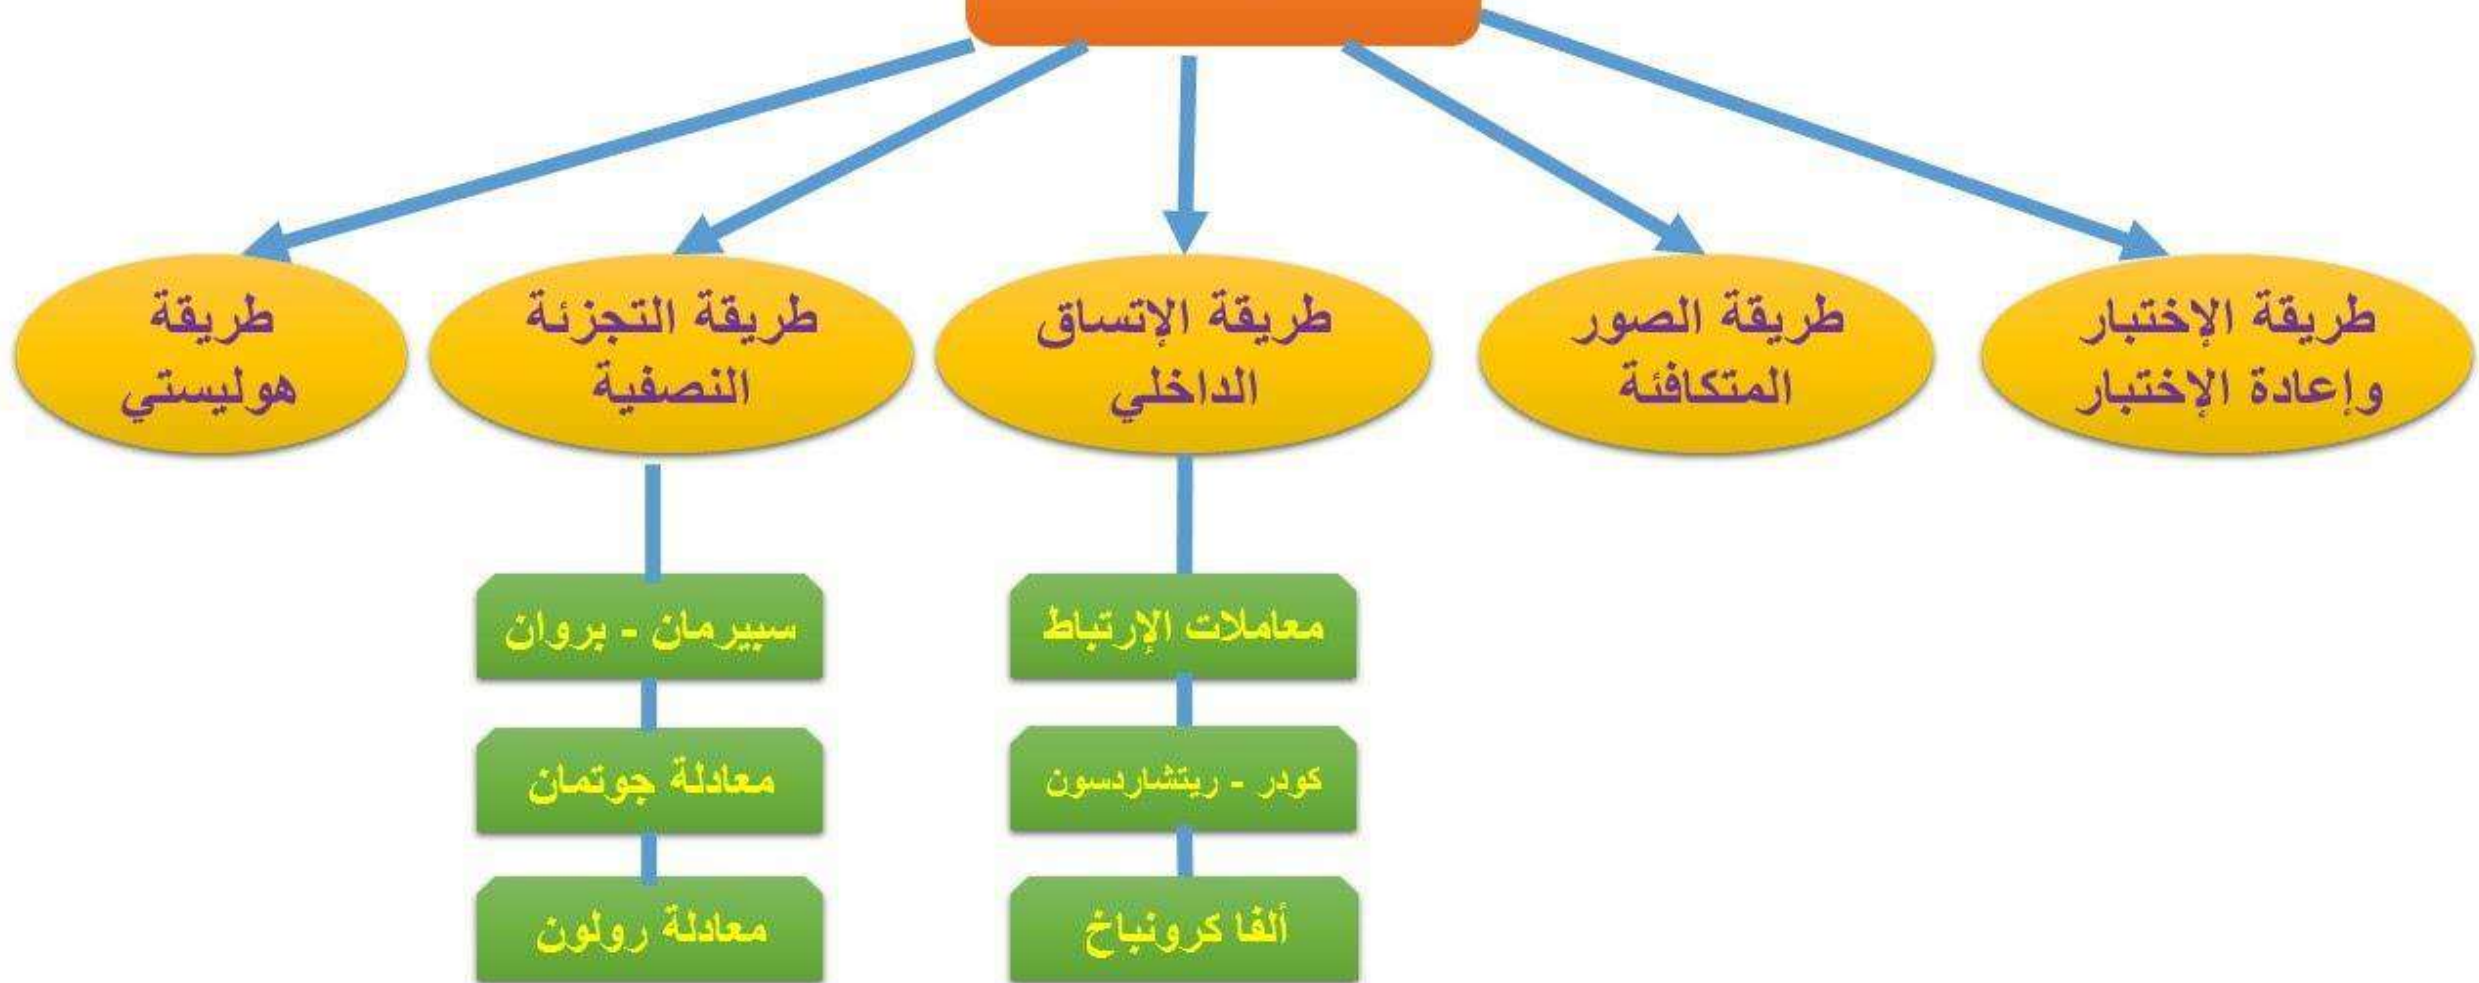 طريقة الإختبار
وإعادة الإختبار
طريقة الصور
المتكافئة
طريقة الإتساق
الداخلي
طريقة التجزئة
النصفية
طريقة
هوليستي
معاملات الإرتباط
كودر - ريتشاردسون
ألفا كرونباخ
سبيرمان - بروان
معادلة جوتمان
معادلة رولون